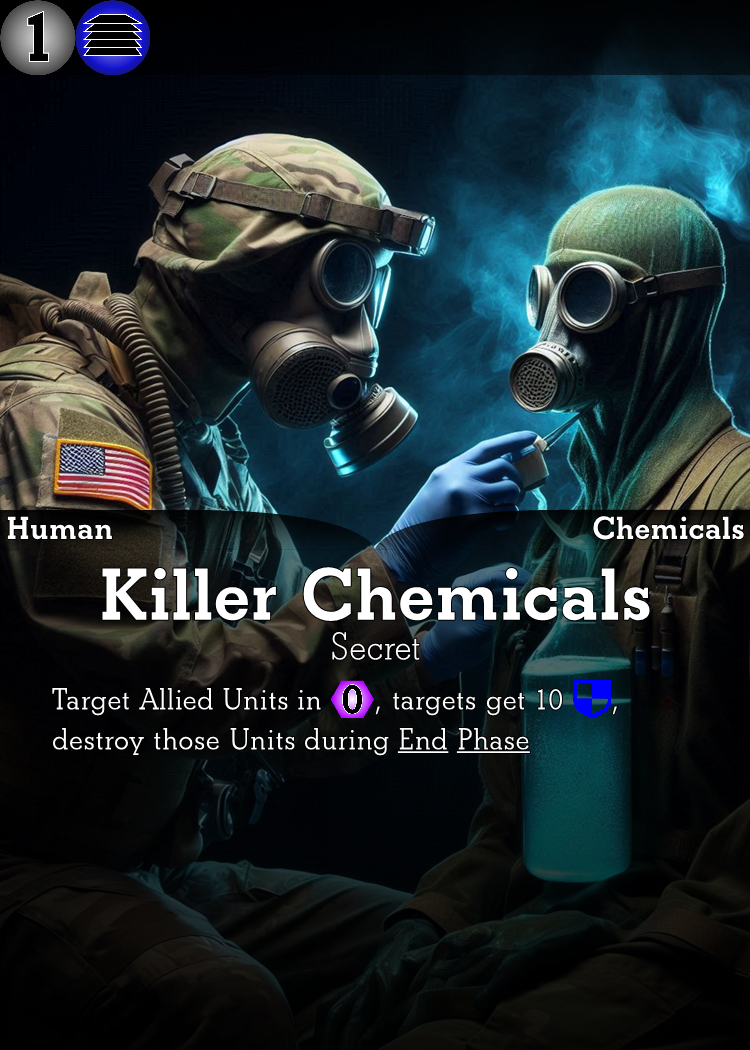 1
Human
Chemicals
Killer Chemicals
Secret
Target Allied Units in 0, targets get 10 ,
destroy those Units during End Phase